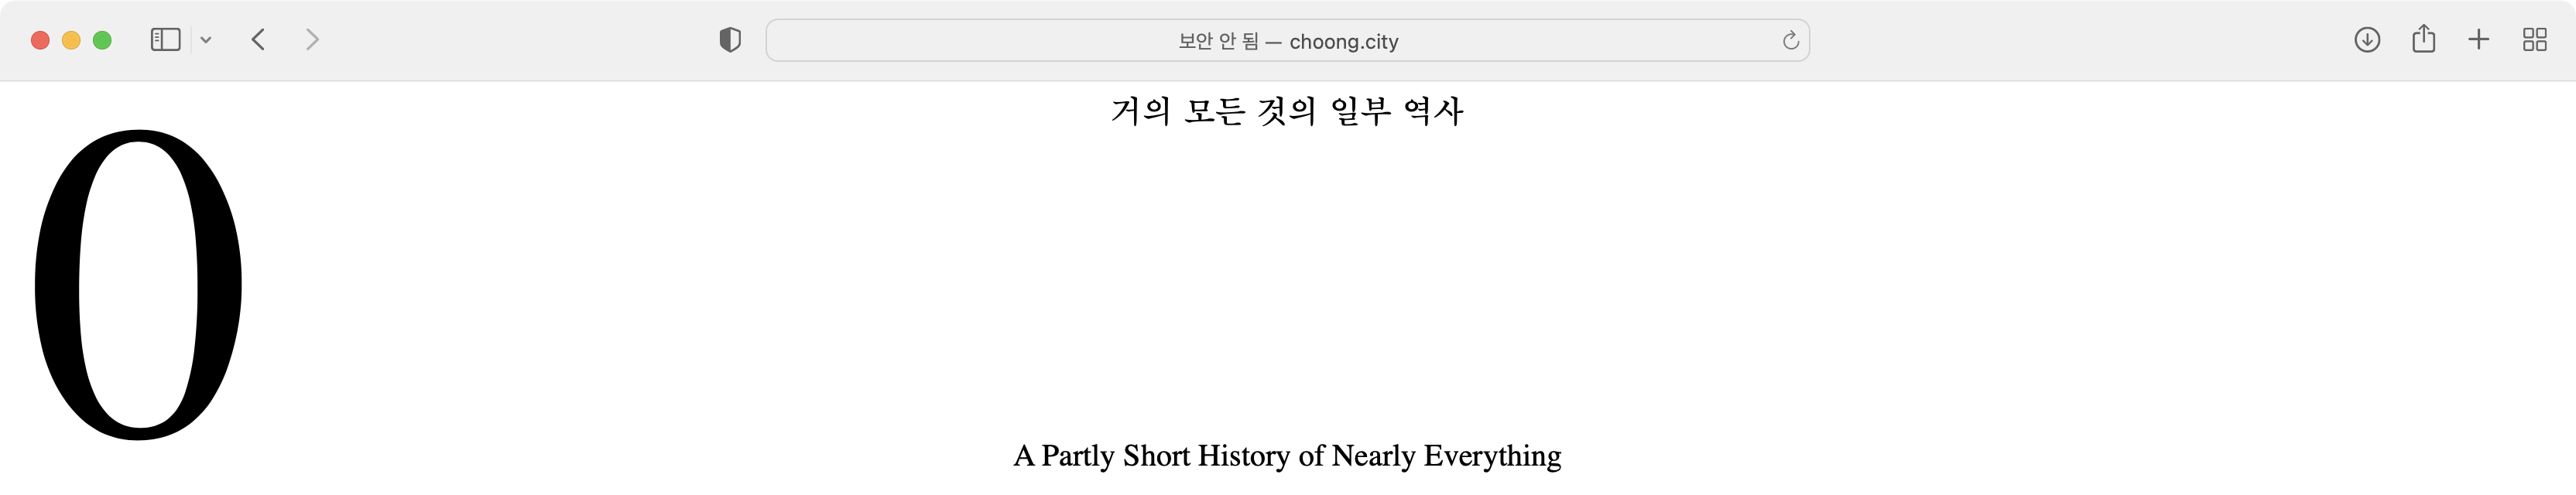 보안 안 됨 — choong.city
거의 모든 것의 일부 역사
0
A Partly Short History of Nearly Everything